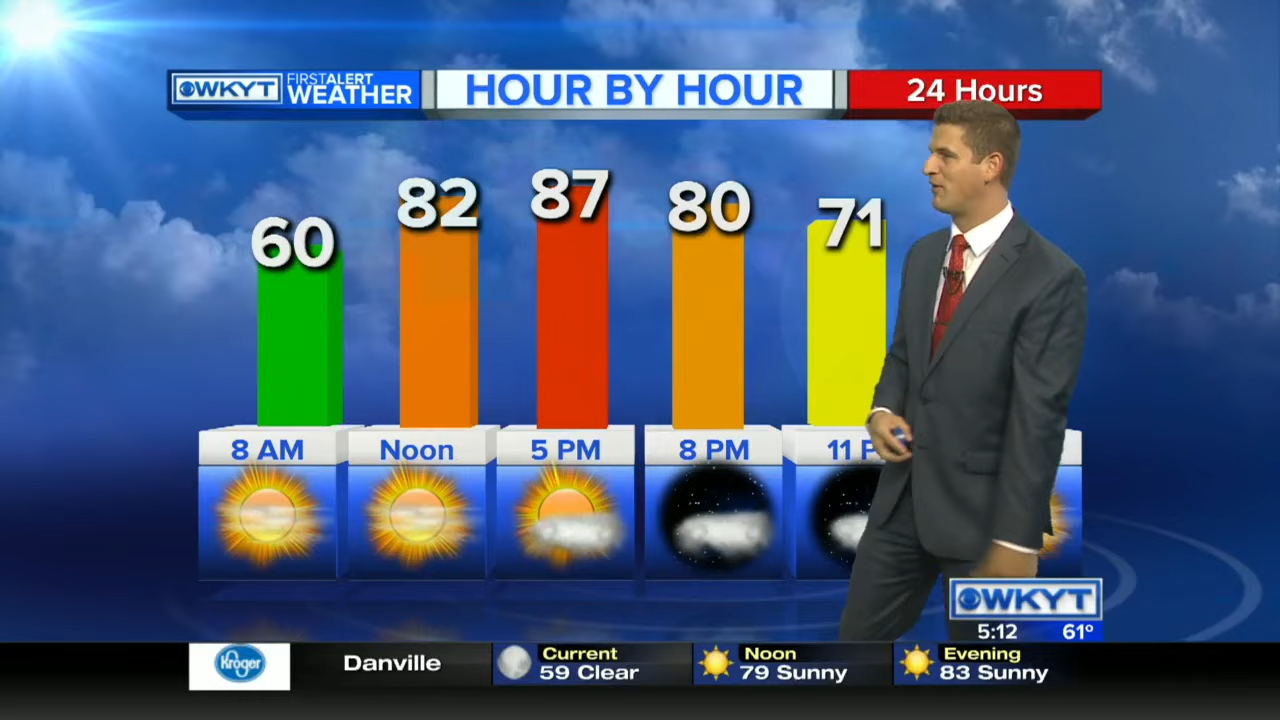 WKYT FIRST ALERT WEATHER
HOUR BY HOUR
24 Hours
60
82
87
80
71
8 AM
Noon
5 PM
8 PM
11 P
WKYT
5:12 61°
Kroger
Danville
Current
59 Clear
Noon
79 Sunny
Evening
83 Sunny